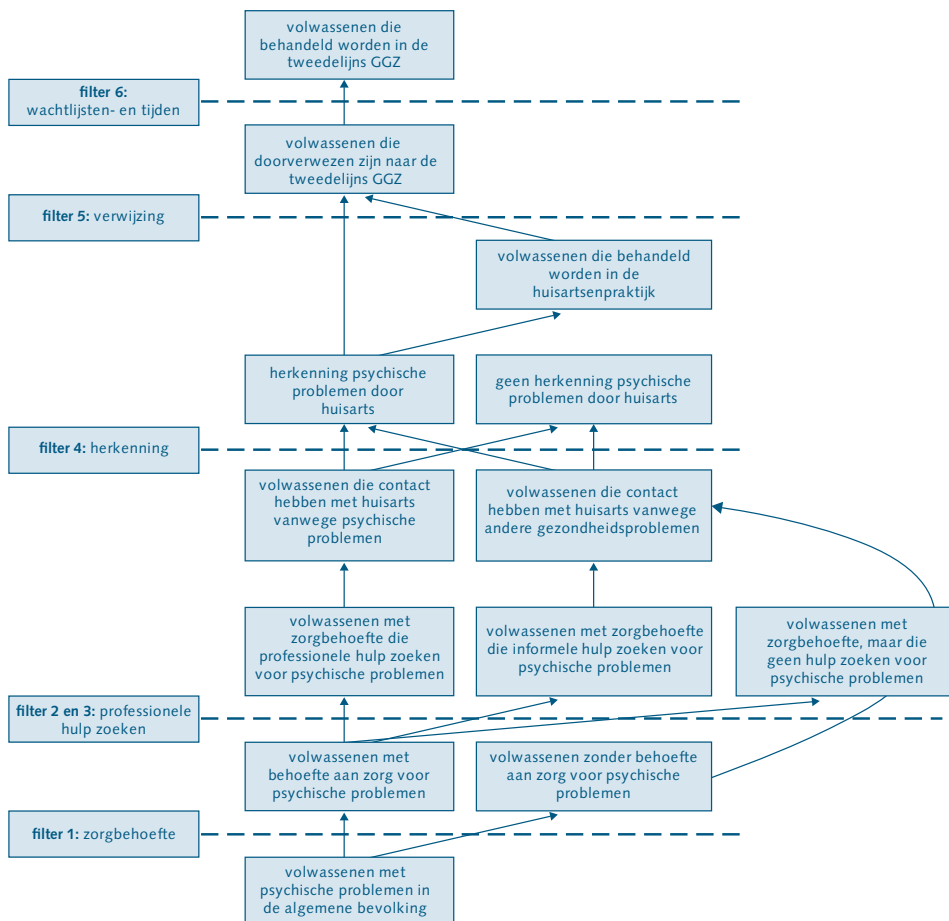 volwassenen die
behandeld worden in de
tweedelijns GGZ
filter 6:
wachtlijsten- en tijden
volwassenen die
doorverwezen zijn naar de
tweedelijns GGZ
filter 5: verwijzing
volwassenen die behandeld
worden in de
huisartsenpraktijk
herkenning psychische
problemen door
huisarts
geen herkenning psychische
problemen door huisarts
filter 4: herkenning
volwassenen die contact
hebben met huisarts
vanwege psychische
problemen
volwassenen die contact
hebben met huisarts vanwege
andere gezondheidsproblemen
volwassenen met
zorgbehoefte die
professionele hulp zoeken
voor psychische problemen
volwassenen met zorgbehoefte
die informele hulp zoeken voor
psychische problemen
volwassenen met
zorgbehoefte, maar die
geen hulp zoeken voor
psychische problemen
filter 2 en 3: professionele
hulp zoeken
volwassenen met
behoefte aan zorg voor
psychische problemen
volwassenen zonder behoefte
aan zorg voor psychische
problemen
filter 1: zorgbehoefte
volwassenen met
psychische problemen in
de algemene bevolking